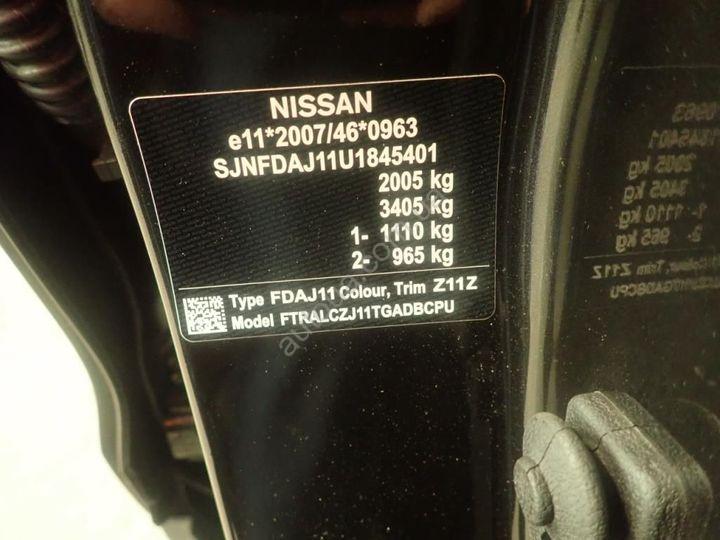 NISSAN
e11*2007/46*0963
SJNFDAJ11U1845401
2005 kg
3405 kg
1- 1110 kg
2- 965 kg
Type FDAJ11 Colour, Trim Z11Z
Model FTRALCZJ11TGADBCPU